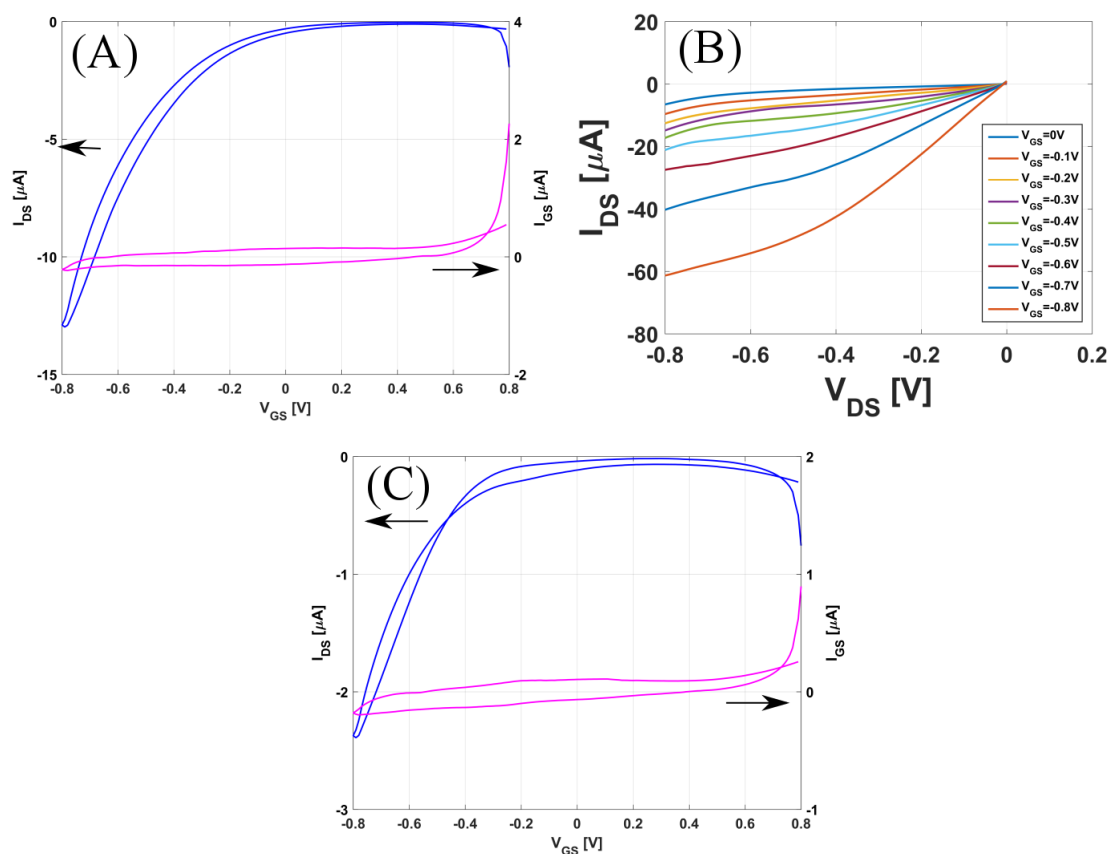 (A)
0
-5
-10
-15
I_DS [μA]
4
2
0
-2
I_GS [μA]
-0.8 -0.6 -0.4 -0.2 0 0.2 0.4 0.6 0.8
V_GS [V]
(B)
20
0
-20
-40
-60
-80
I_DS [μA]
V_GS=0V
V_GS=-0.1V
V_GS=-0.2V
V_GS=-0.3V
V_GS=-0.4V
V_GS=-0.5V
V_GS=-0.6V
V_GS=-0.7V
V_GS=-0.8V
-0.8 -0.6 -0.4 -0.2 0 0.2
V_DS [V]
(C)
0
-1
-2
-3
I_DS [μA]
2
1
0
-1
I_GS [μA]
-0.8 -0.6 -0.4 -0.2 0 0.2 0.4 0.6 0.8
V_GS [V]